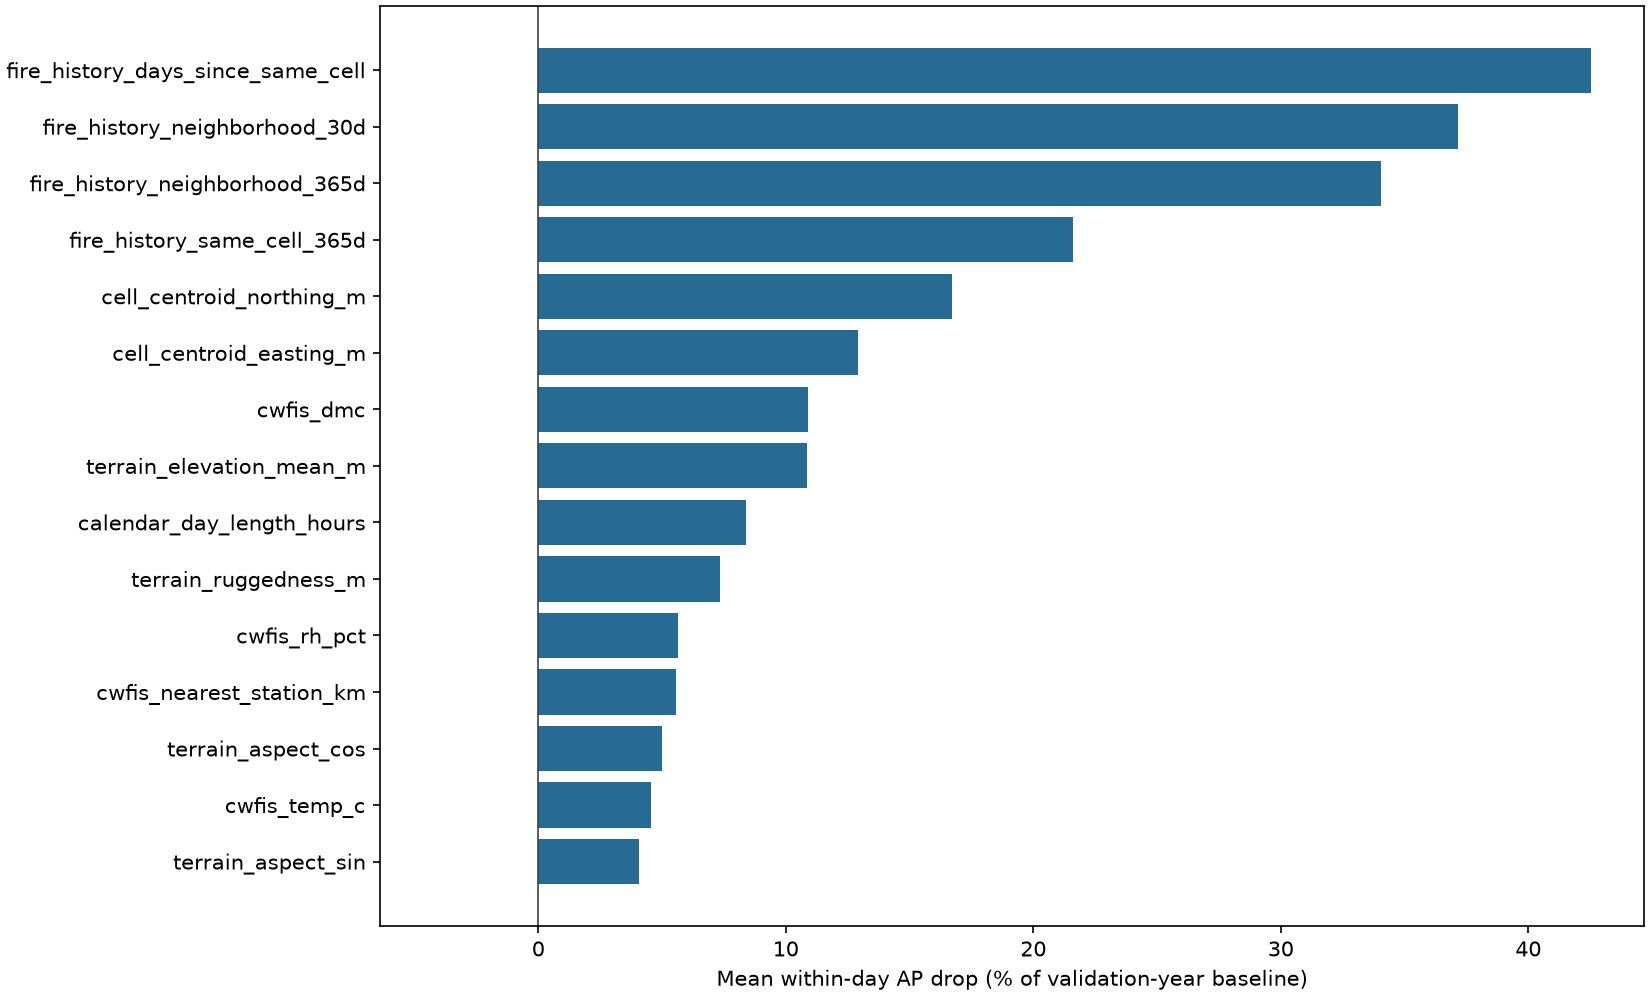 fire_history_days_since_same_cell
fire_history_neighborhood_30d
fire_history_neighborhood_365d
fire_history_same_cell_365d
cell_centroid_northing_m
cell_centroid_easting_m
cwfis_dmc
terrain_elevation_mean_m
calendar_day_length_hours
terrain_ruggedness_m
cwfis_rh_pct
cwfis_nearest_station_km
terrain_aspect_cos
cwfis_temp_c
terrain_aspect_sin
0 10 20 30 40
Mean within-day AP drop (% of validation-year baseline)